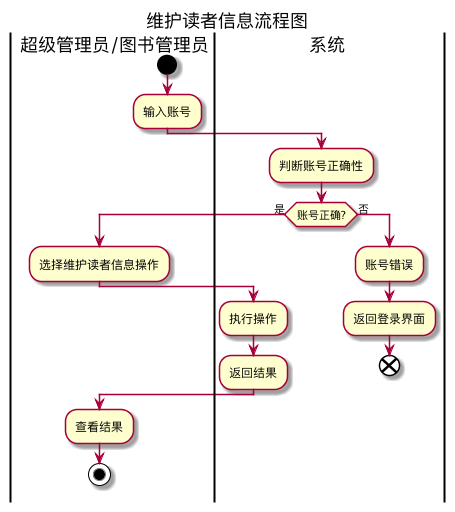 维护读者信息流程图
超级管理员/图书管理员
系统
输入账号
判断账号正确性
是
账号正确?
否
选择维护读者信息操作
账号错误
执行操作
返回登录界面
返回结果
查看结果